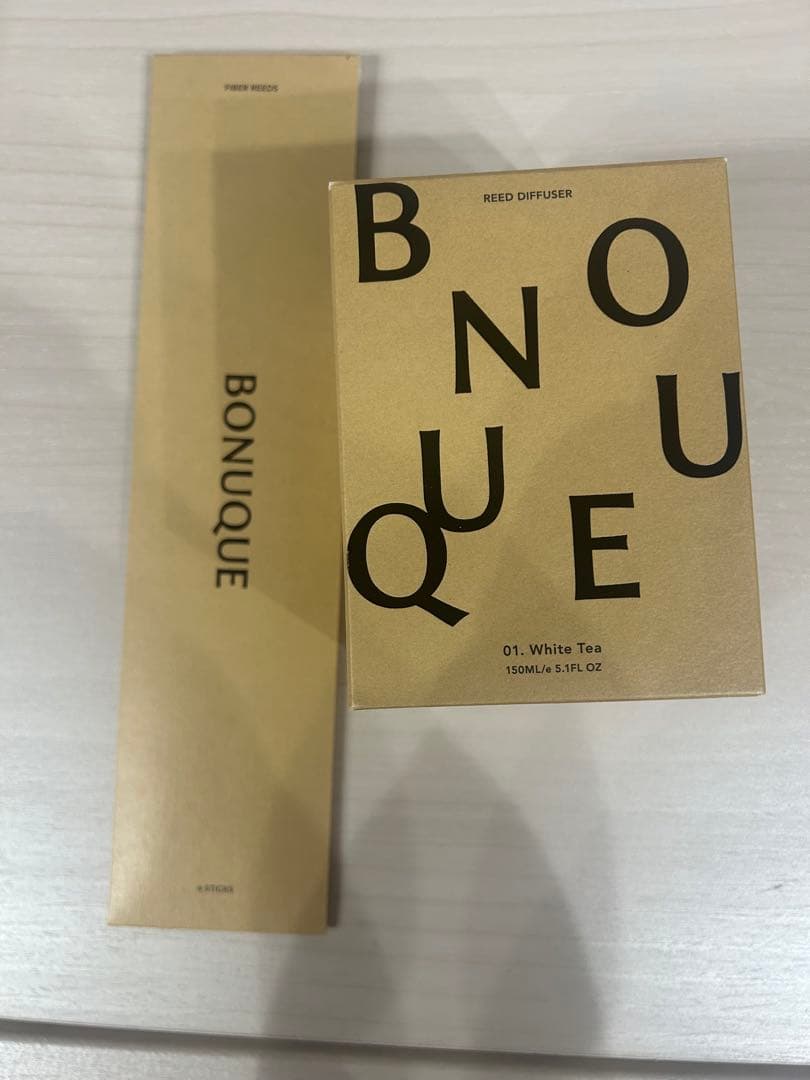 FIBER REEDS
BONUQUE
REED DIFFUSER
B
O
N
U
U
Q
E
01. White Tea
150ML/e 5.1FL OZ